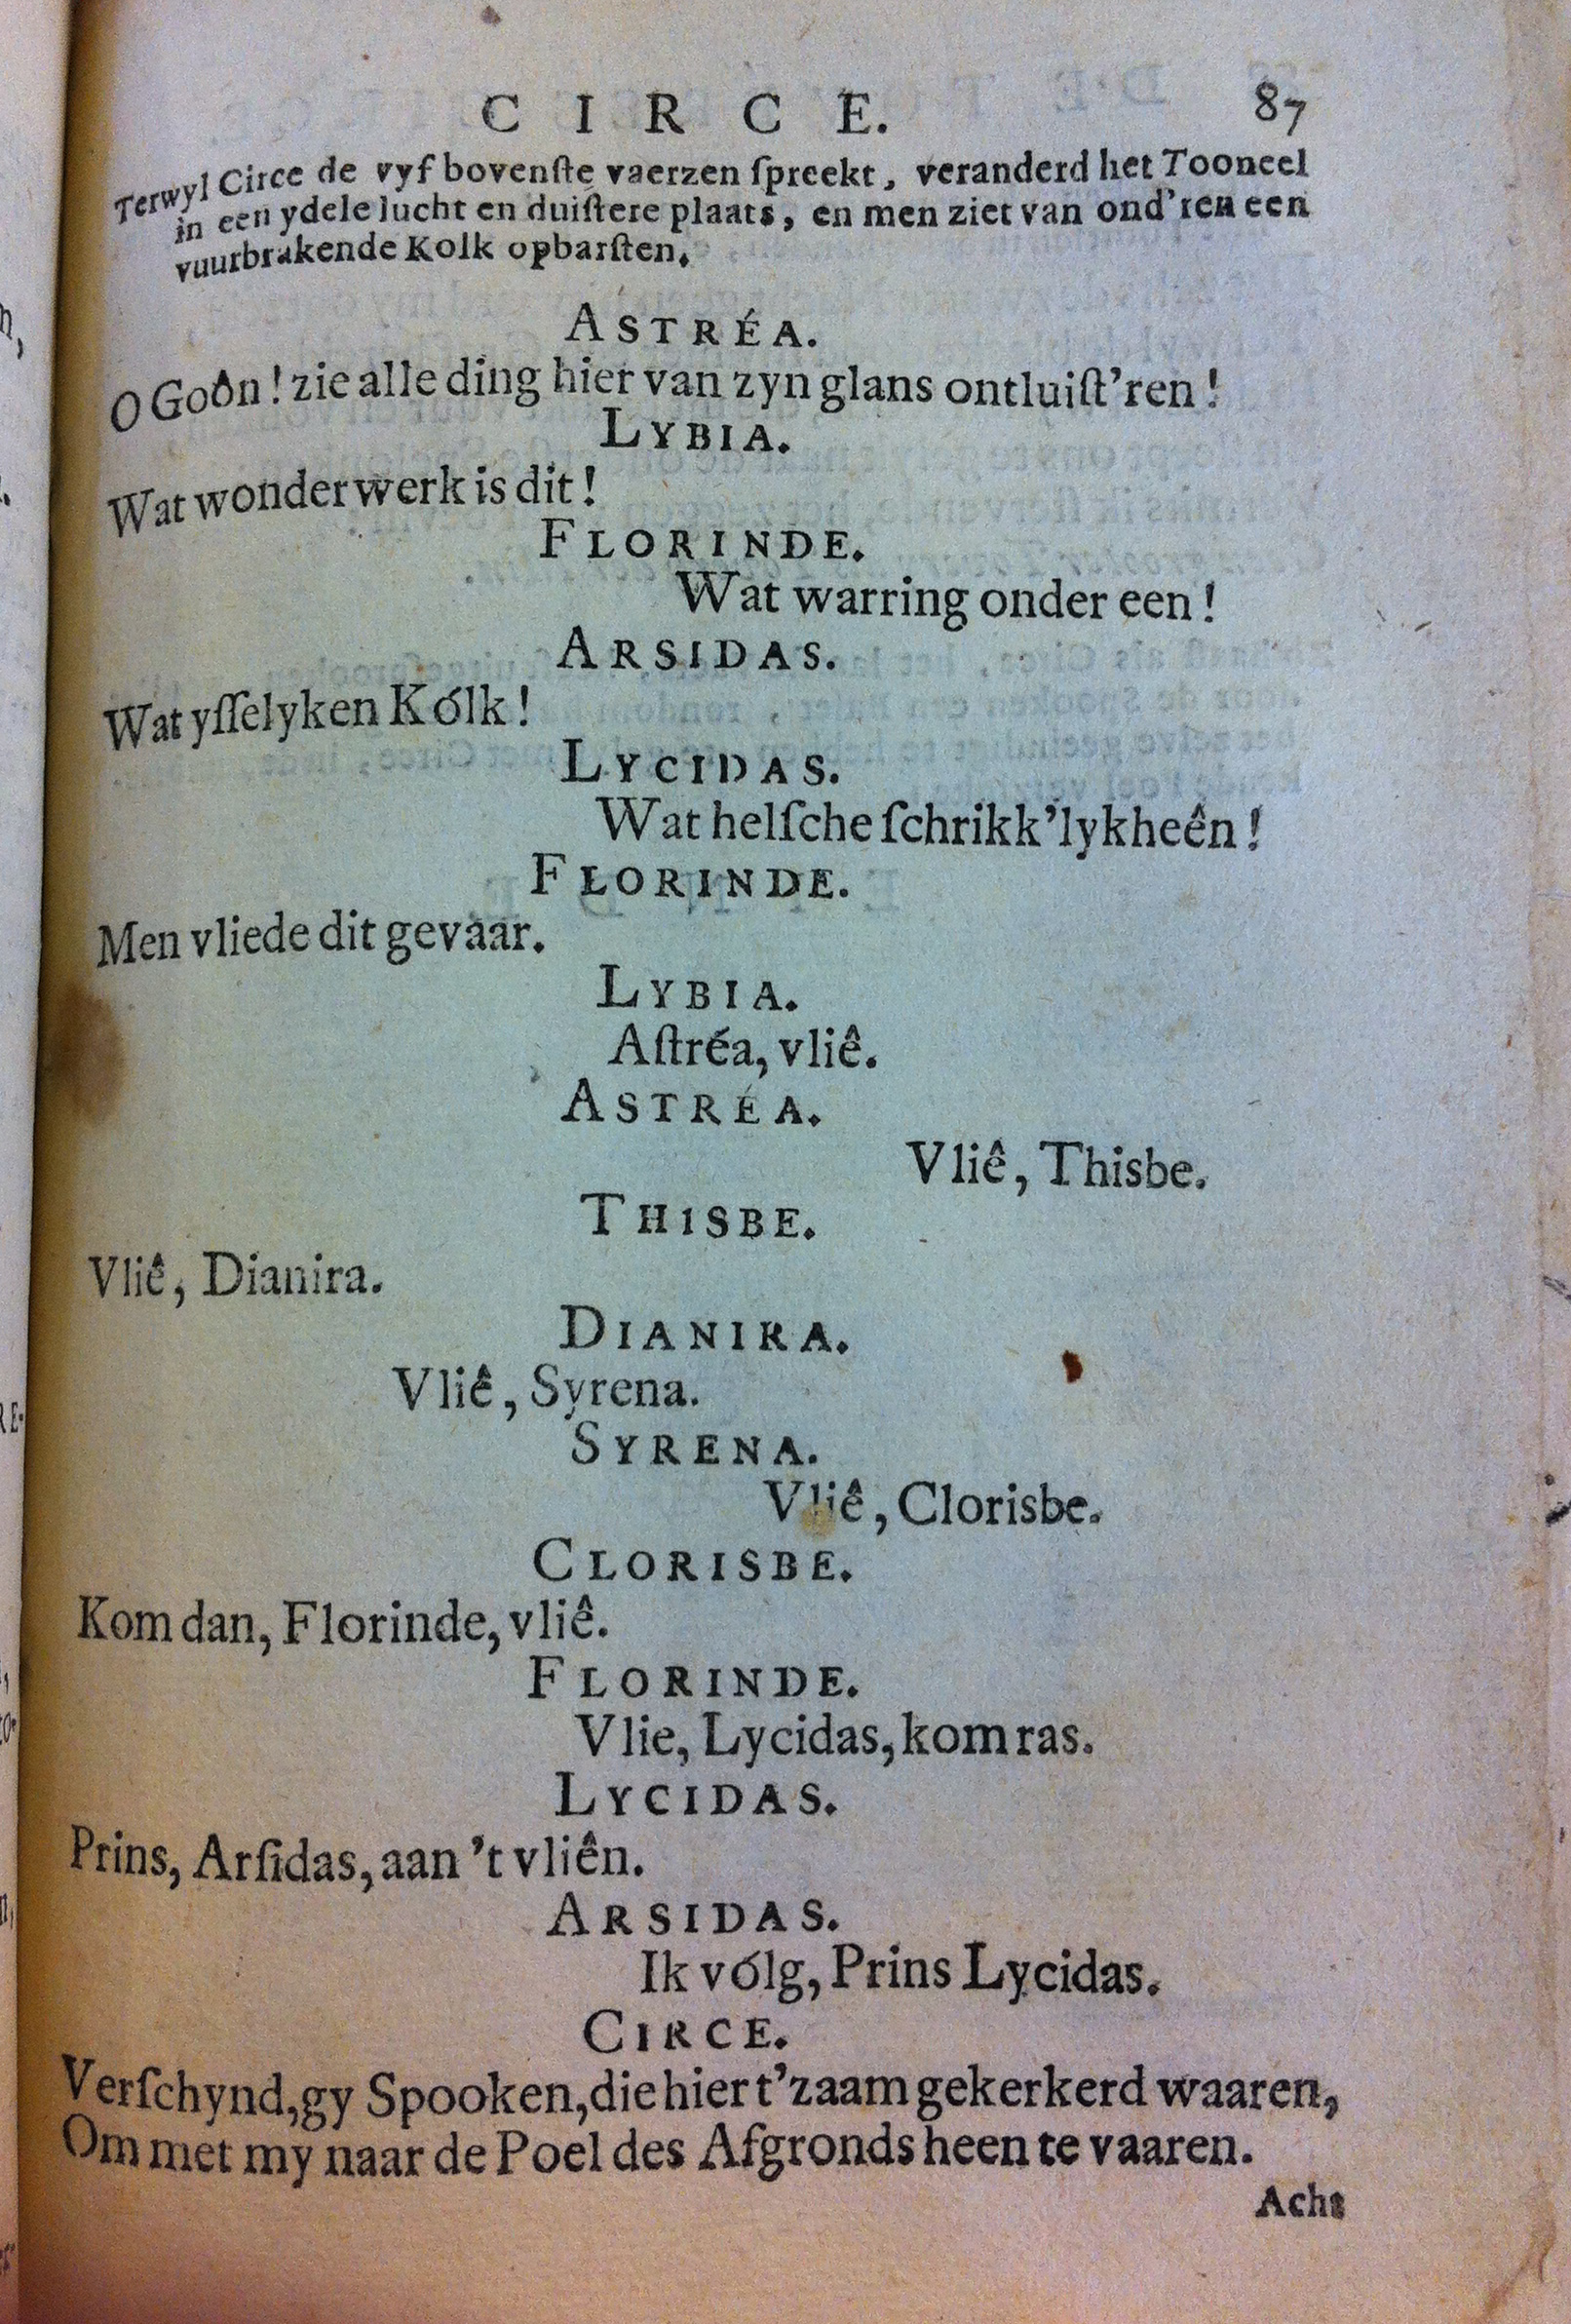 CIRCE. 87
Terwyl Circe de vyf bovenſte vaerzen ſpreekt, veranderd het Tooneel
in een ydele lucht en duiſtere plaats, en men ziet van ond'ren een
vuurbrakende Kolk opbarſten.
ASTRÉA.
O Goôn! zie alle ding hier van zyn glans ontluiſt'ren!
LYBIA.
Wat wonderwerk is dit!
FLORINDE.
Wat warring onder een!
ARSIDAS.
Wat yſſelyken Kólk!
LYCIDAS.
Wat helſche ſchrikk'lykheên!
FLORINDE.
Men vliede dit gevaar.
LYBIA.
Aſtréa, vliê.
ASTRÉA.
Vliê, Thisbe.
THISBE.
Vliê, Dianira.
DIANIRA.
Vliê, Syrena.
SYRENA.
Vliê, Clorisbe.
CLORISBE.
Kom dan, Florinde, vliê.
FLORINDE.
Vlie, Lycidas, kom ras.
LYCIDAS.
Prins, Arſidas, aan 't vliên.
ARSIDAS.
Ik vólg, Prins Lycidas.
CIRCE.
Verſchynd, gy Spooken, die hier t'zaam gekerkerd waaren,
Om met my naar de Poel des Afgronds heen te vaaren.
Acht